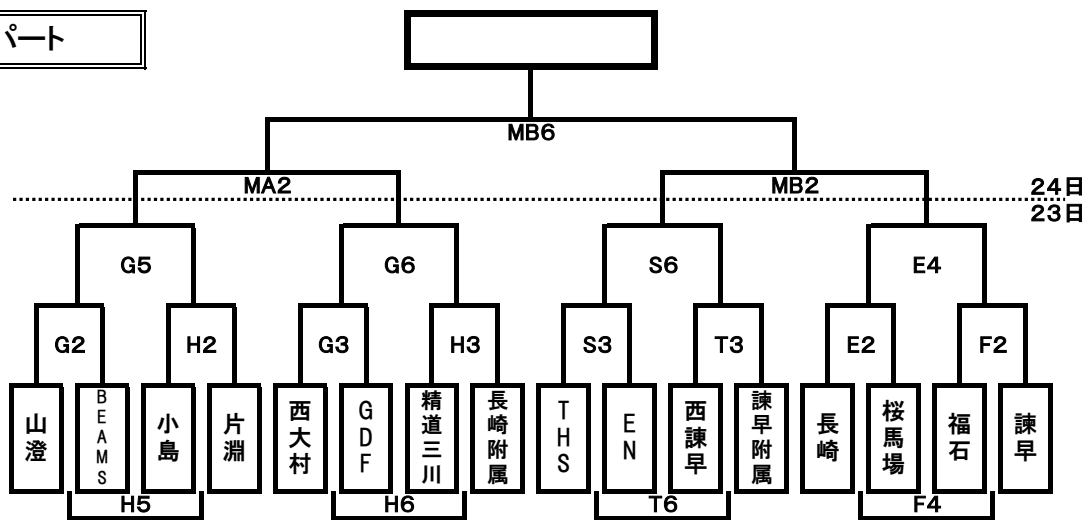 パート
MB6
MA2
MB2
24日
23日
G5
G6
S6
E4
G2
H2
G3
H3
S3
T3
E2
F2
山澄
BEAMS
小島
片淵
西大村
GDF
精道三川
長崎附属
THS
EN
西諫早
諫早附属
長崎
桜馬場
福石
諫早
H5
H6
T6
F4